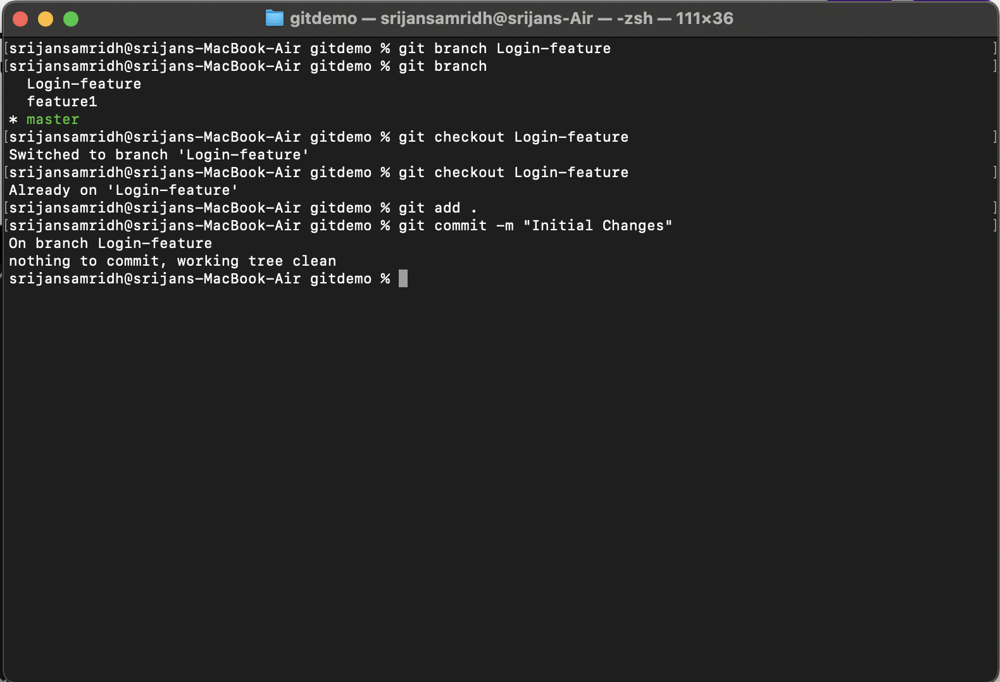 gitdemo — srijansamridh@srijans-Air — -zsh — 111×36
[srijansamridh@srijans-MacBook-Air gitdemo % git branch Login-feature ]
[srijansamridh@srijans-MacBook-Air gitdemo % git branch ]
  Login-feature
  feature1
* master
[srijansamridh@srijans-MacBook-Air gitdemo % git checkout Login-feature ]
Switched to branch 'Login-feature'
[srijansamridh@srijans-MacBook-Air gitdemo % git checkout Login-feature ]
Already on 'Login-feature'
[srijansamridh@srijans-MacBook-Air gitdemo % git add . ]
[srijansamridh@srijans-MacBook-Air gitdemo % git commit -m "Initial Changes" ]
On branch Login-feature
nothing to commit, working tree clean
srijansamridh@srijans-MacBook-Air gitdemo %